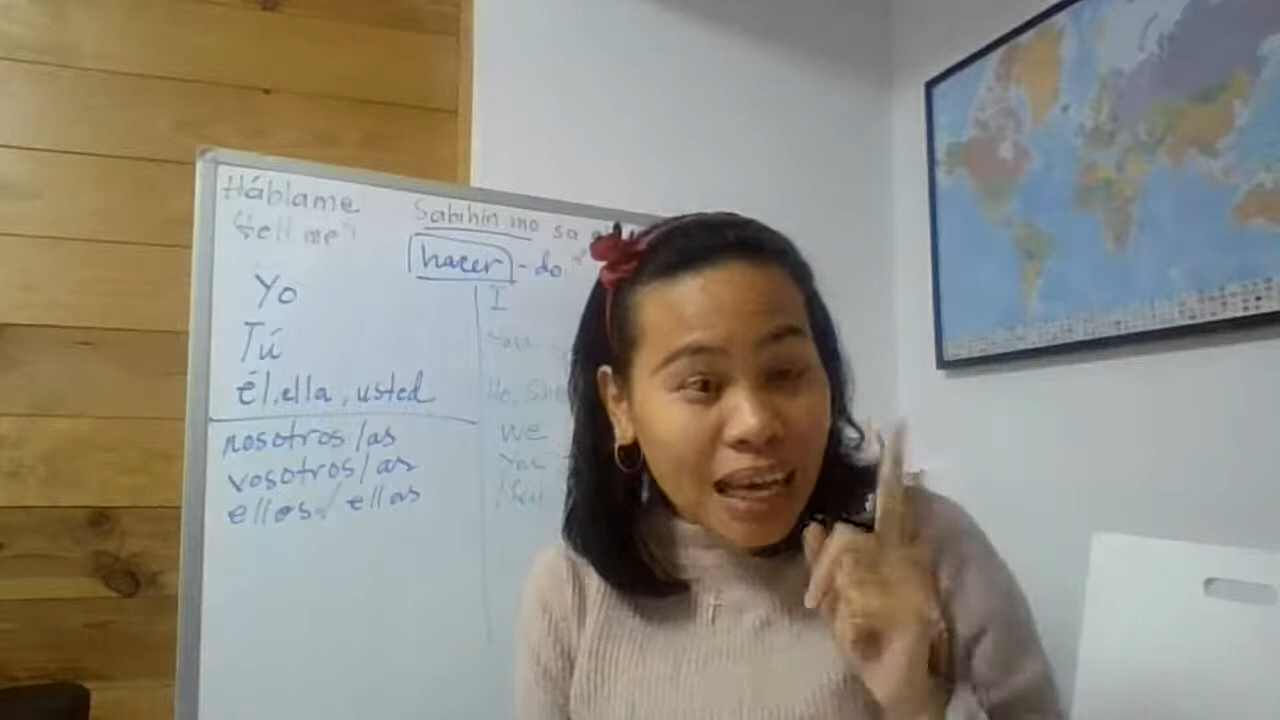 Háblame
"tell me"
Sabihin mo sa
hacer - do
Yo
I
Tú
él, ella, usted
He, She
nosotros/as
we
vosotros/as
You
ellos/ellas